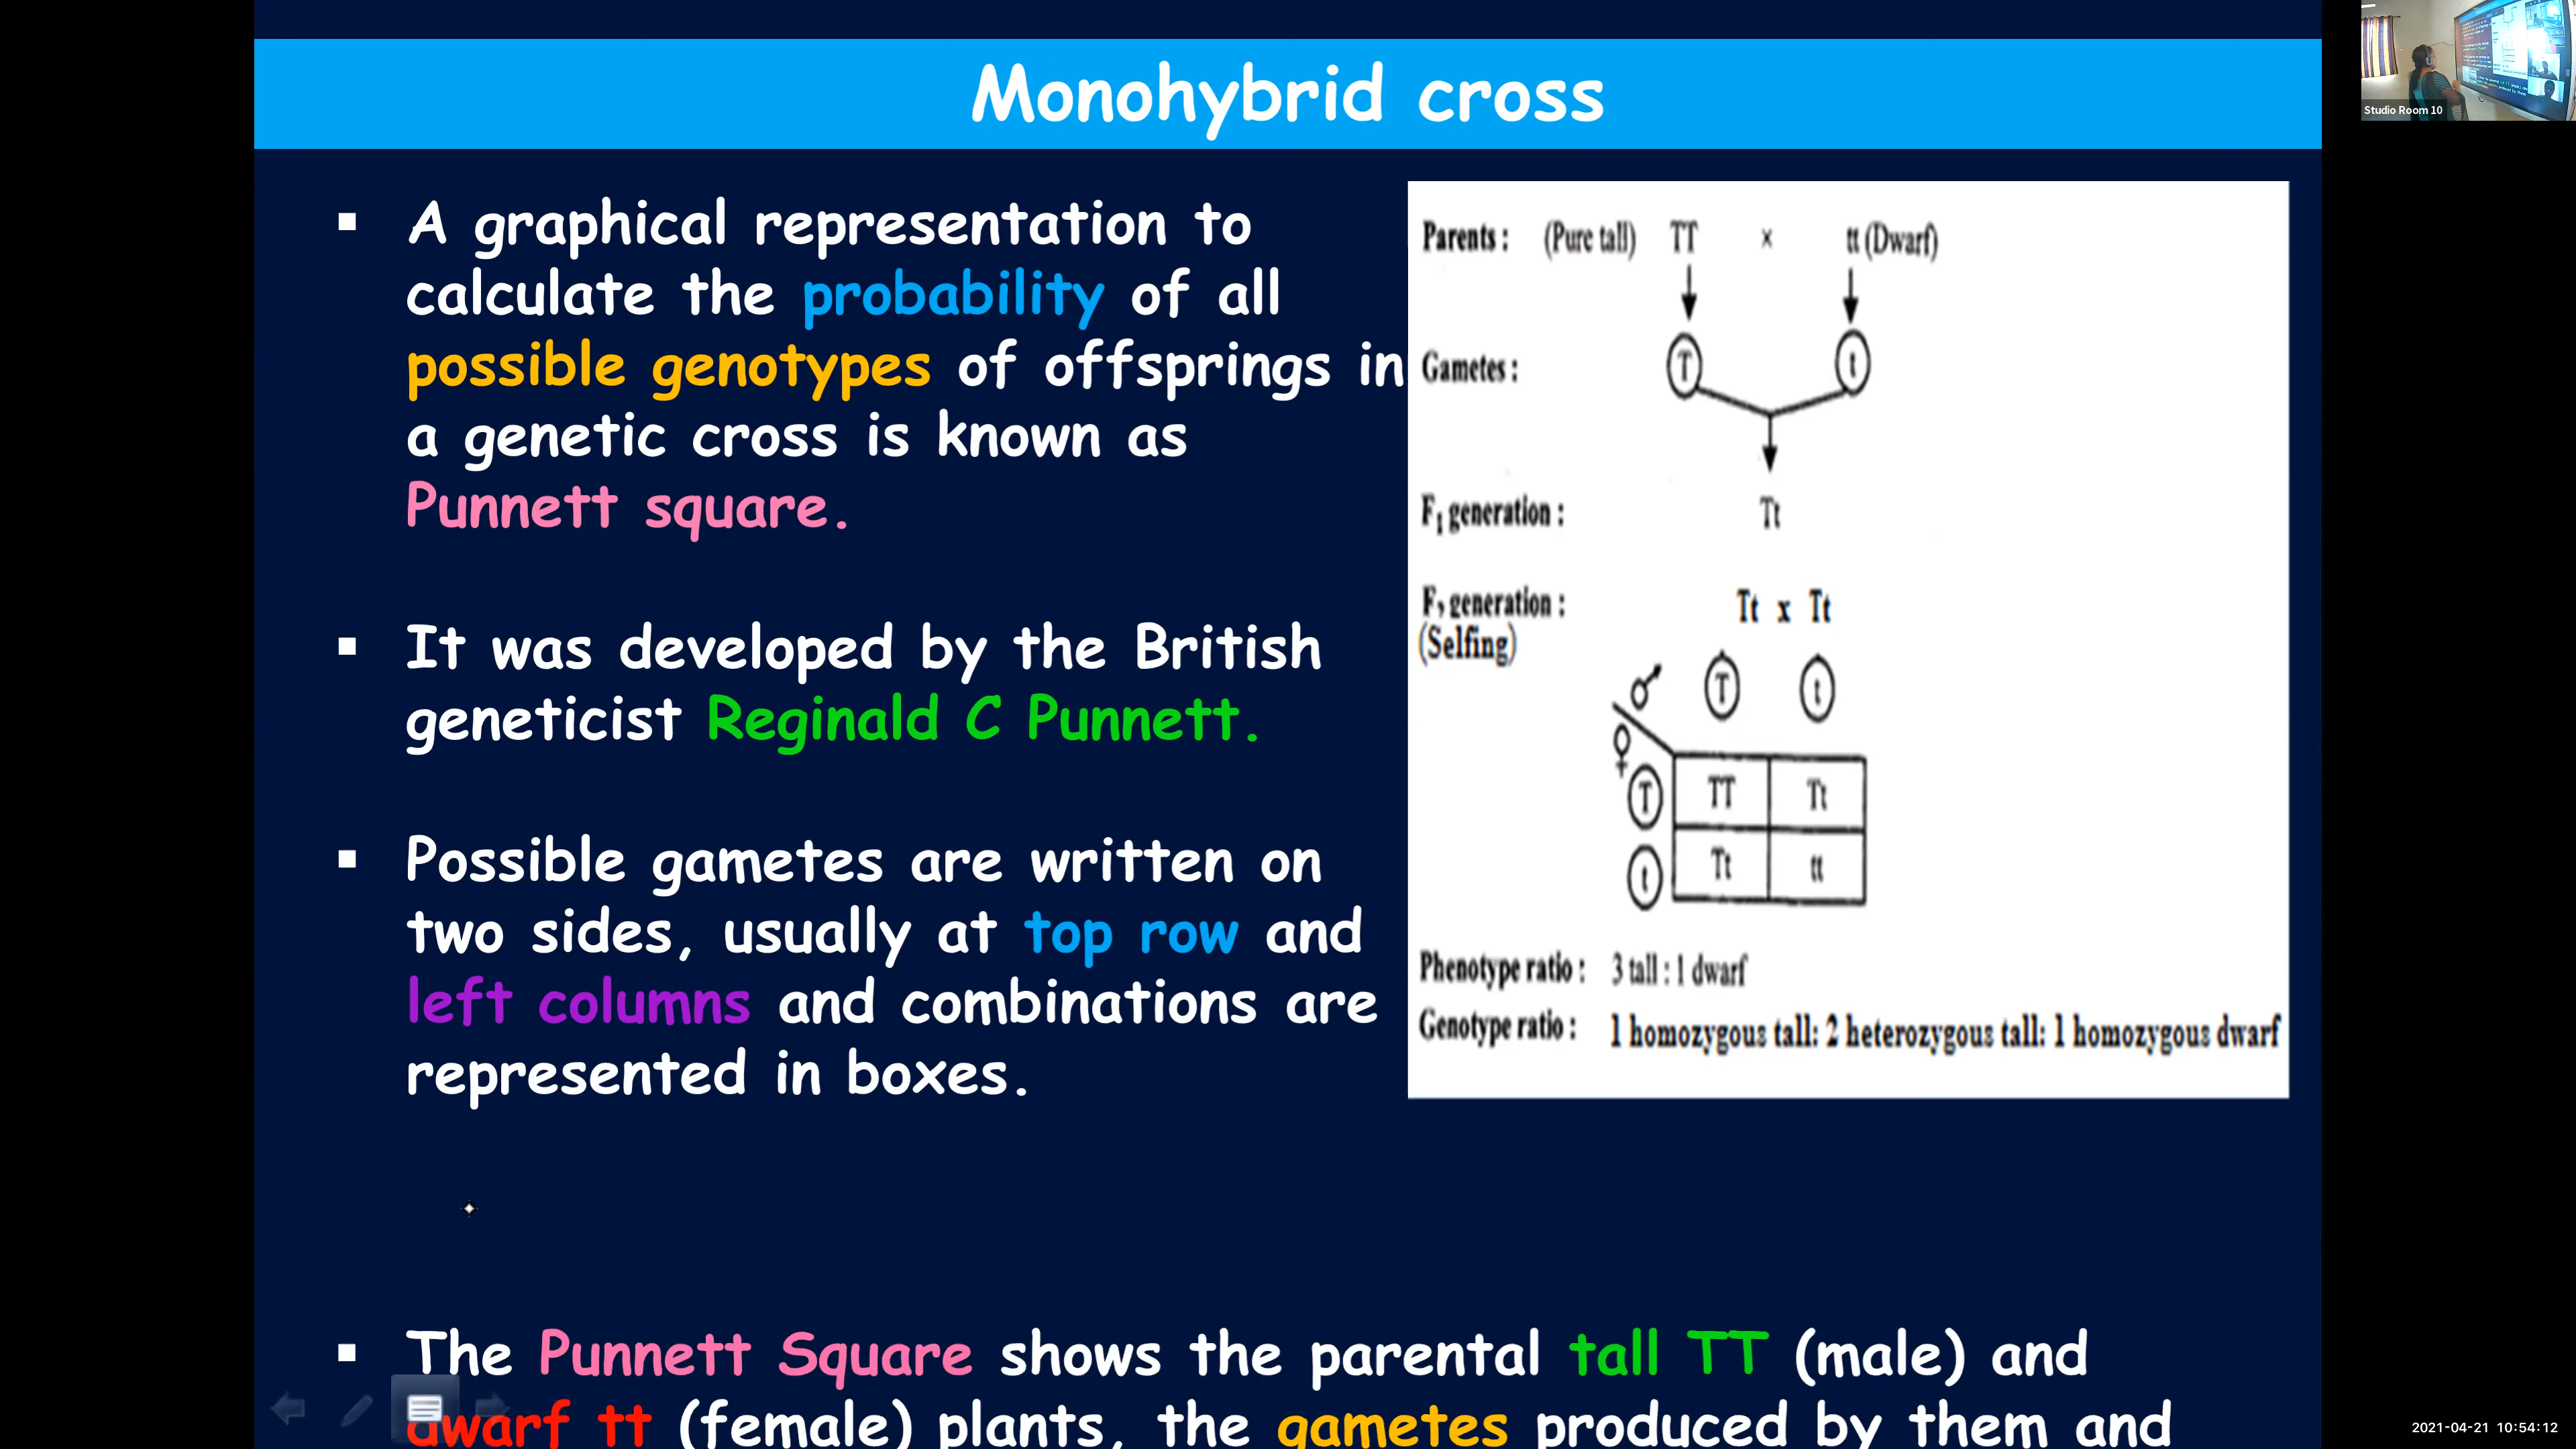 Monohybrid cross
A graphical representation to
calculate the probability of all
possible genotypes of offsprings in
a genetic cross is known as
Punnett square.
It was developed by the British
geneticist Reginald C Punnett.
Possible gametes are written on
two sides, usually at top row and
left columns and combinations are
represented in boxes.
Parents : (Pure tall) TT × tt (Dwarf)
Gametes : T t
F1 generation : Tt
F2 generation : Tt x Tt
(Selfing)
♂ T t
♀
T TT Tt
t Tt tt
Phenotype ratio : 3 tall : 1 dwarf
Genotype ratio : 1 homozygous tall: 2 heterozygous tall: 1 homozygous dwarf
The Punnett Square shows the parental tall TT (male) and
dwarf tt (female) plants, the gametes produced by them and
Studio Room 10
2021-04-21 10:54:12